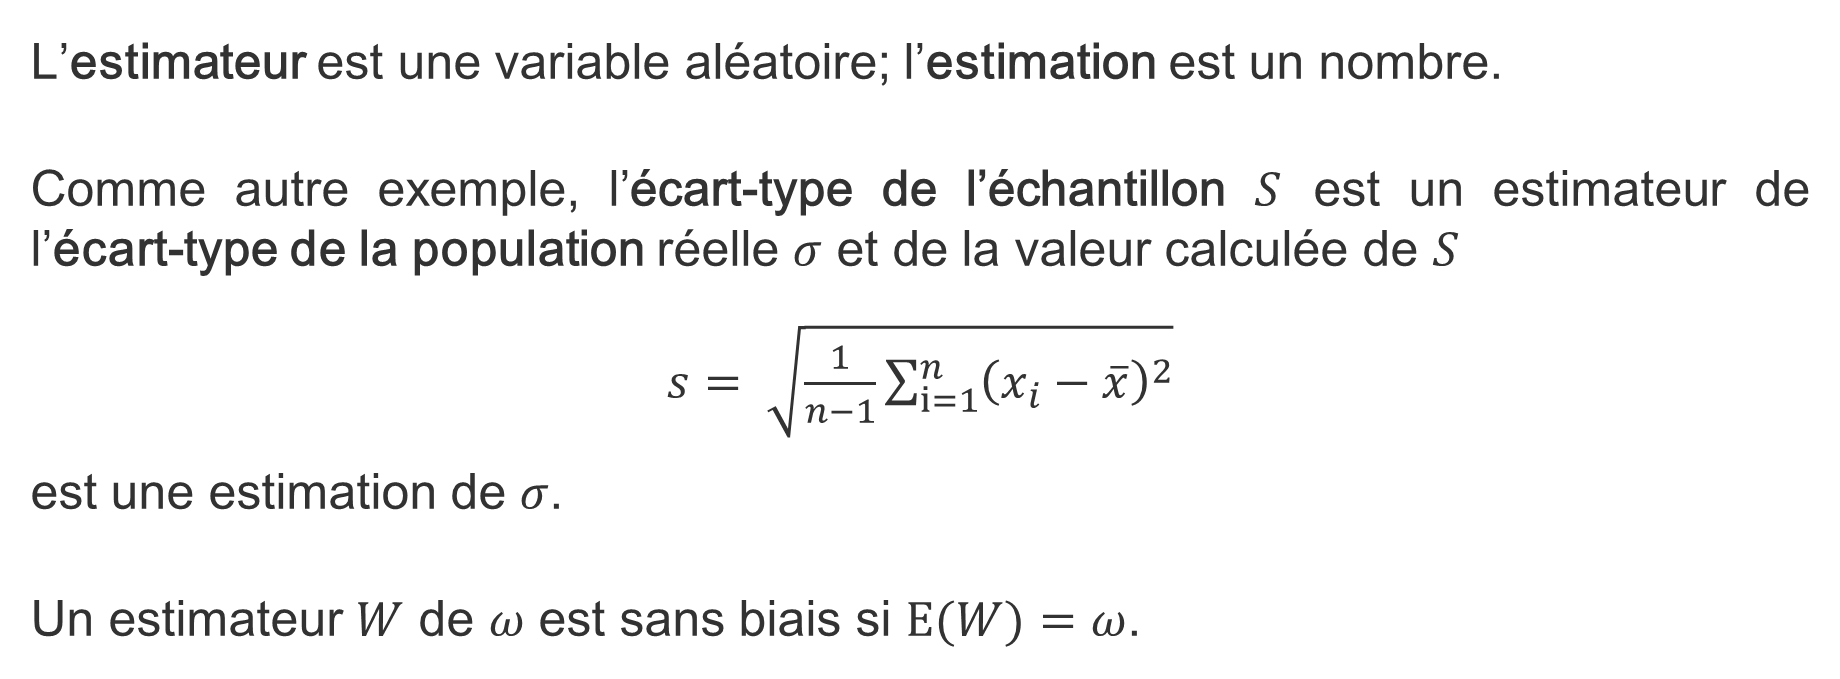 L’estimateur est une variable aléatoire; l’estimation est un nombre.
Comme autre exemple, l’écart-type de l’échantillon S est un estimateur de
l’écart-type de la population réelle σ et de la valeur calculée de S
s = √(1/(n−1) ∑ᵢ₌₁ⁿ (xᵢ − x̄)²)
est une estimation de σ.
Un estimateur W de ω est sans biais si E(W) = ω.